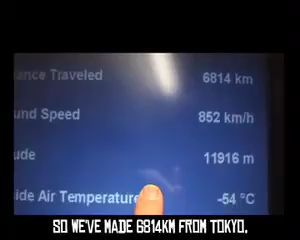 ance Traveled 6814 km
und Speed 852 km/h
ude 11916 m
ide Air Temperature -54 °C
SO WE'VE MADE 6814KM FROM TOKYO.